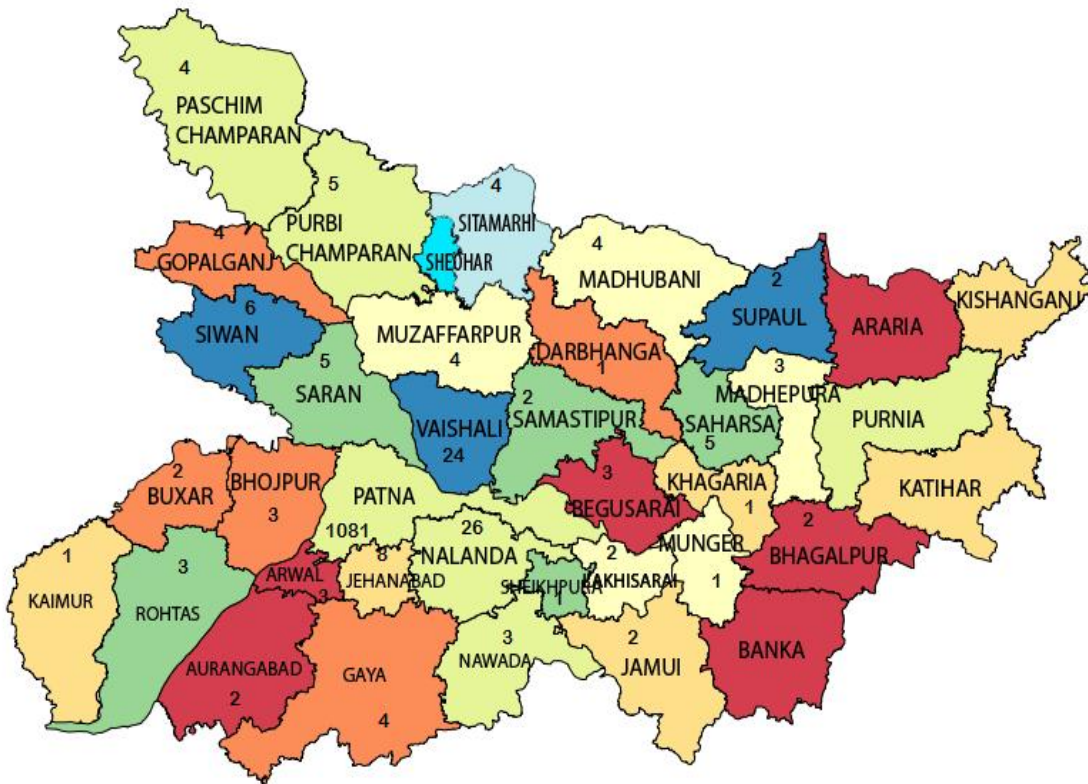 4
PASCHIM
CHAMPARAN
5
PURBI
CHAMPARAN
4
SITAMARHI
SHEOHAR
4
GOPALGANJ
4
MADHUBANI
2
SUPAUL
ARARIA
KISHANGANJ
6
SIWAN
MUZAFFARPUR
4
DARBHANGA
1
5
SARAN
3
MADHEPURA
PURNIA
VAISHALI
24
2
SAMASTIPUR
SAHARSA
5
2
BUXAR
BHOJPUR
3
PATNA
1081
3
BEGUSARAI
KHAGARIA
1
KATIHAR
26
NALANDA
MUNGER
1
2
BHAGALPUR
1
KAIMUR
3
ROHTAS
ARWAL
3
8
JEHANABAD
SHEIKHPURA
1
2
LAKHISARAI
AURANGABAD
2
GAYA
4
3
NAWADA
2
JAMUI
BANKA